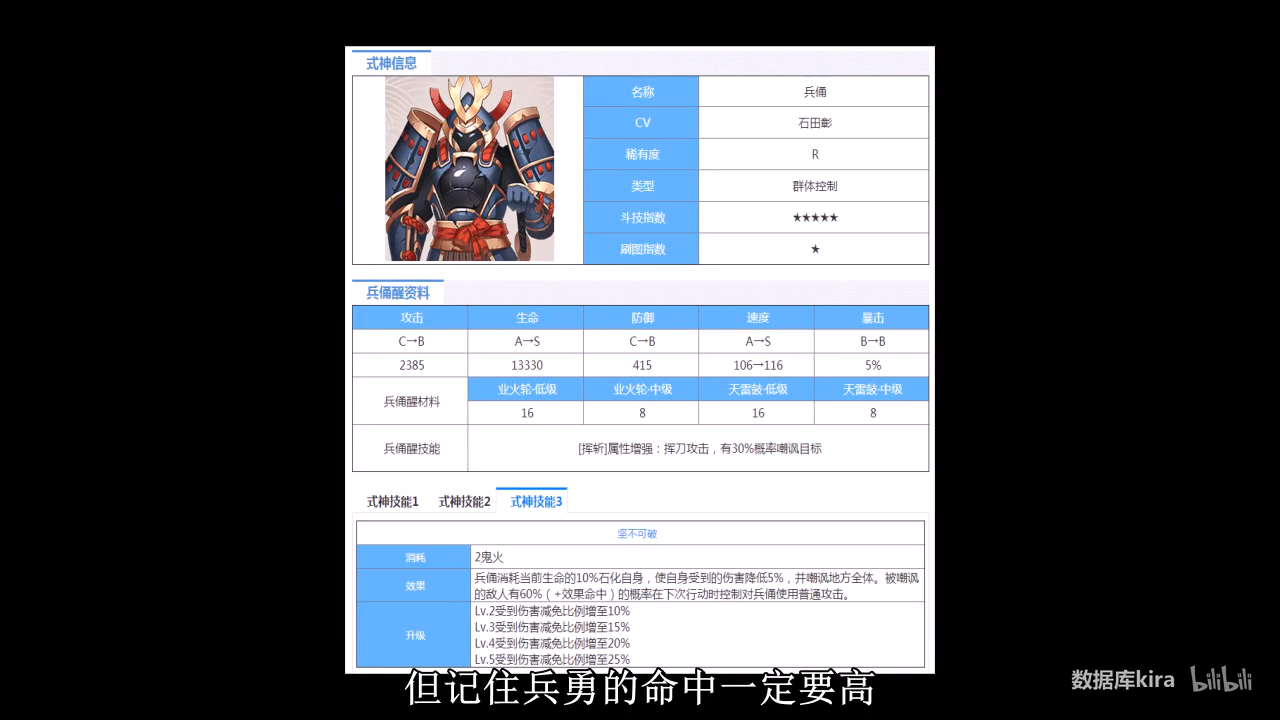 式神信息
名称 兵俑
CV 石田彰
稀有度 R
类型 群体控制
斗技指数 ★★★★★
刷图指数 ★
兵俑醒资料
攻击 生命 防御 速度 暴击
C→B A→S C→B A→S B→B
2385 13330 415 106→116 5%
兵俑醒材料 业火轮·低级 业火轮·中级 天雷鼓·低级 天雷鼓·中级
16 8 16 8
兵俑醒技能 [挥斩]属性增强：挥刀攻击，有30%概率嘲讽目标
式神技能1 式神技能2 式神技能3
坚不可破
消耗 2鬼火
效果 兵俑消耗当前生命的10%石化自身，使自身受到的伤害降低5%，并嘲讽地方全体。被嘲讽
的敌人有60%（+效果命中）的概率在下次行动时控制对兵俑使用普通攻击。
升级 Lv.2受到伤害减免比例增至10%
Lv.3受到伤害减免比例增至15%
Lv.4受到伤害减免比例增至20%
Lv.5受到伤害减免比例增至25%
但记住兵勇的命中一定要高
数据库kira bilibili